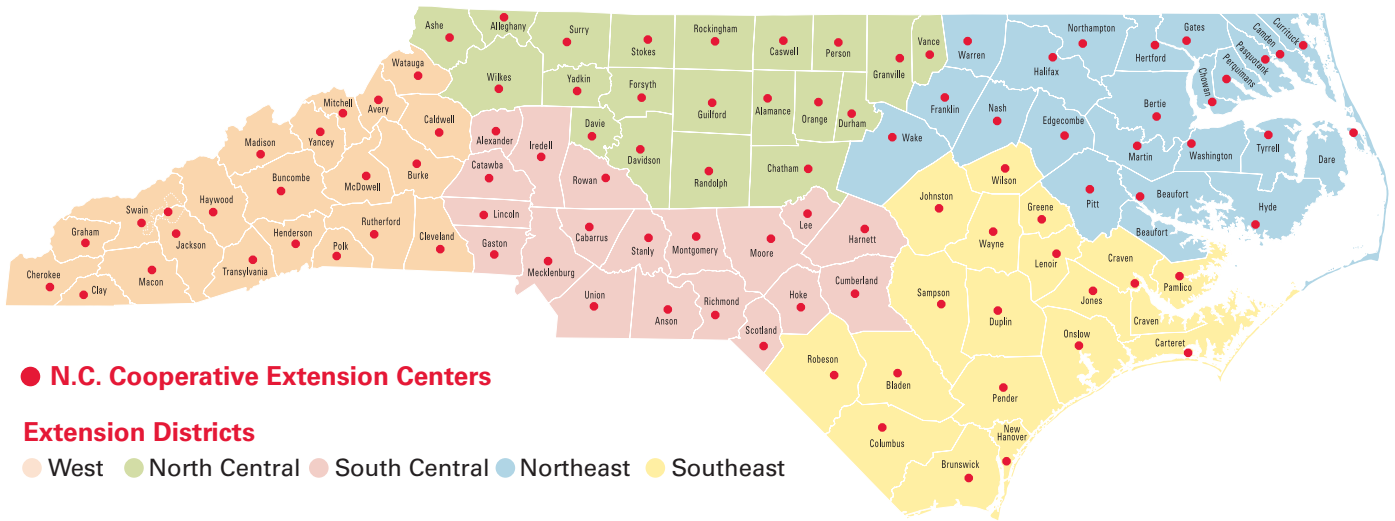 Ashe
Alleghany
Surry
Stokes
Rockingham
Caswell
Person
Granville
Vance
Warren
Northampton
Halifax
Hertford
Gates
Camden
Currituck
Pasquotank
Perquimans
Chowan
Watauga
Wilkes
Yadkin
Forsyth
Guilford
Alamance
Orange
Durham
Franklin
Nash
Edgecombe
Bertie
Mitchell
Avery
Caldwell
Alexander
Iredell
Davie
Davidson
Randolph
Chatham
Wake
Martin
Washington
Tyrrell
Dare
Madison
Yancey
McDowell
Burke
Catawba
Rowan
Wilson
Pitt
Beaufort
Hyde
Beaufort
Swain
Haywood
Buncombe
Rutherford
Lincoln
Cabarrus
Stanly
Montgomery
Moore
Lee
Harnett
Johnston
Wayne
Greene
Lenoir
Craven
Pamlico
Graham
Jackson
Henderson
Polk
Cleveland
Gaston
Mecklenburg
Cherokee
Clay
Macon
Transylvania
Union
Anson
Richmond
Scotland
Hoke
Cumberland
Sampson
Duplin
Jones
Craven
Carteret
Onslow
Robeson
Bladen
Pender
Columbus
New
Hanover
Brunswick
N.C. Cooperative Extension Centers
Extension Districts
West North Central South Central Northeast Southeast